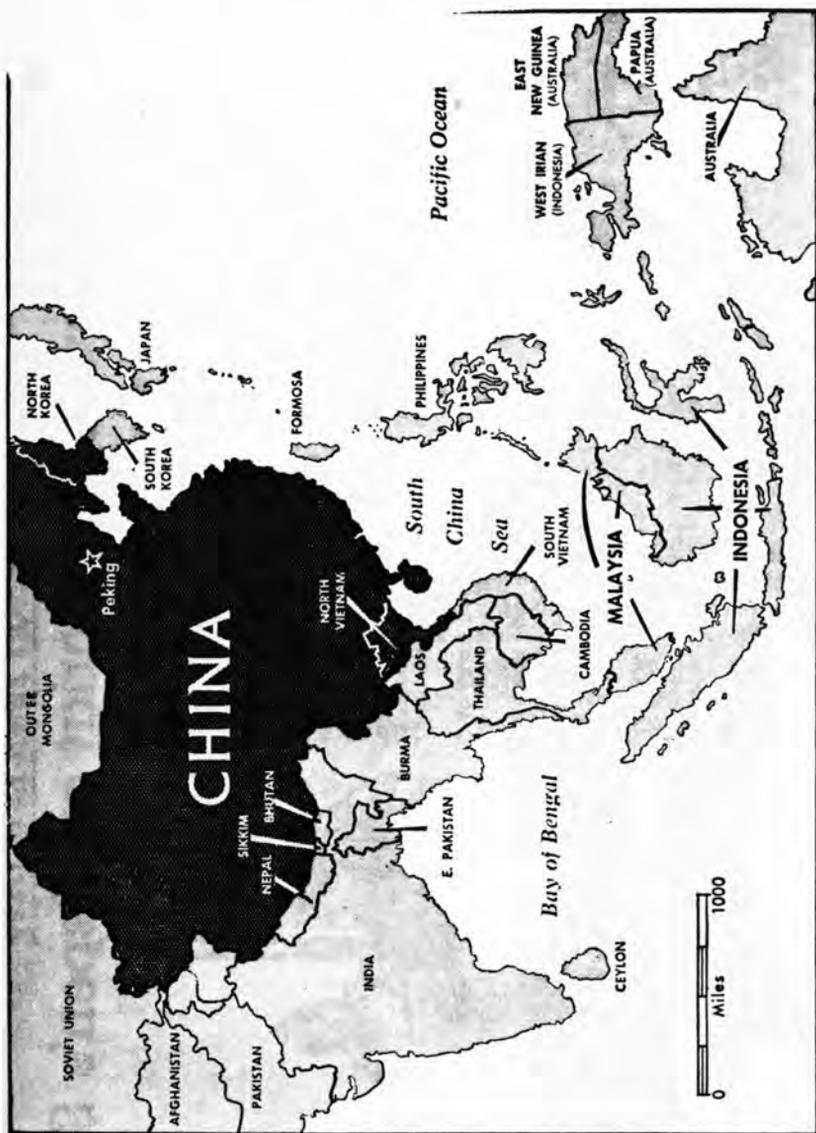 SOVIET UNION
OUTER
MONGOLIA
Peking
NORTH
KOREA
SOUTH
KOREA
JAPAN
CHINA
AFGHANISTAN
PAKISTAN
NEPAL
SIKKIM
BHUTAN
NORTH
VIETNAM
FORMOSA
Pacific Ocean
INDIA
E. PAKISTAN
BURMA
LAOS
THAILAND
CAMBODIA
SOUTH
VIETNAM
South
China
Sea
PHILIPPINES
Bay of Bengal
CEYLON
MALAYSIA
INDONESIA
WEST IRIAN
(INDONESIA)
EAST
NEW GUINEA
(AUSTRALIA)
PAPUA
(AUSTRALIA)
AUSTRALIA
0 Miles 1000